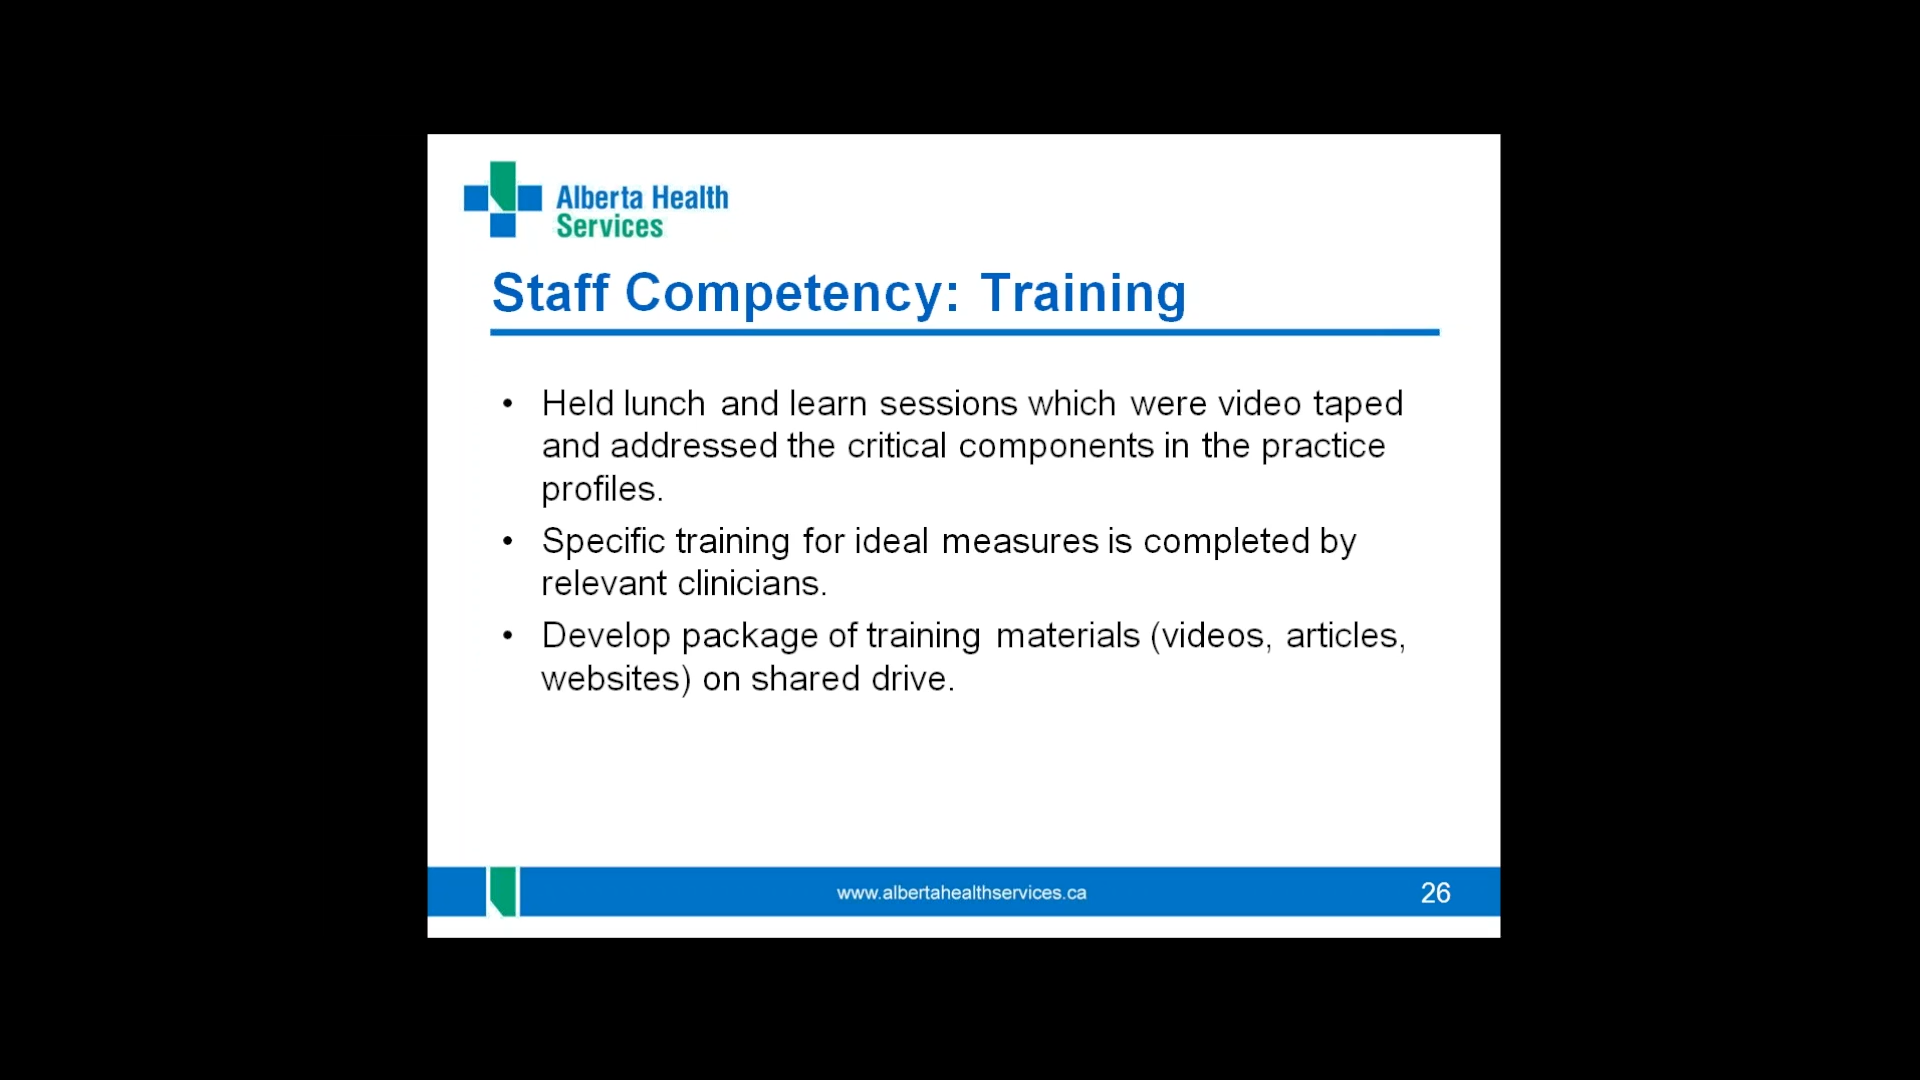 Alberta Health
Services
Staff Competency: Training
• Held lunch and learn sessions which were video taped
and addressed the critical components in the practice
profiles.
• Specific training for ideal measures is completed by
relevant clinicians.
• Develop package of training materials (videos, articles,
websites) on shared drive.
www.albertahealthservices.ca
26